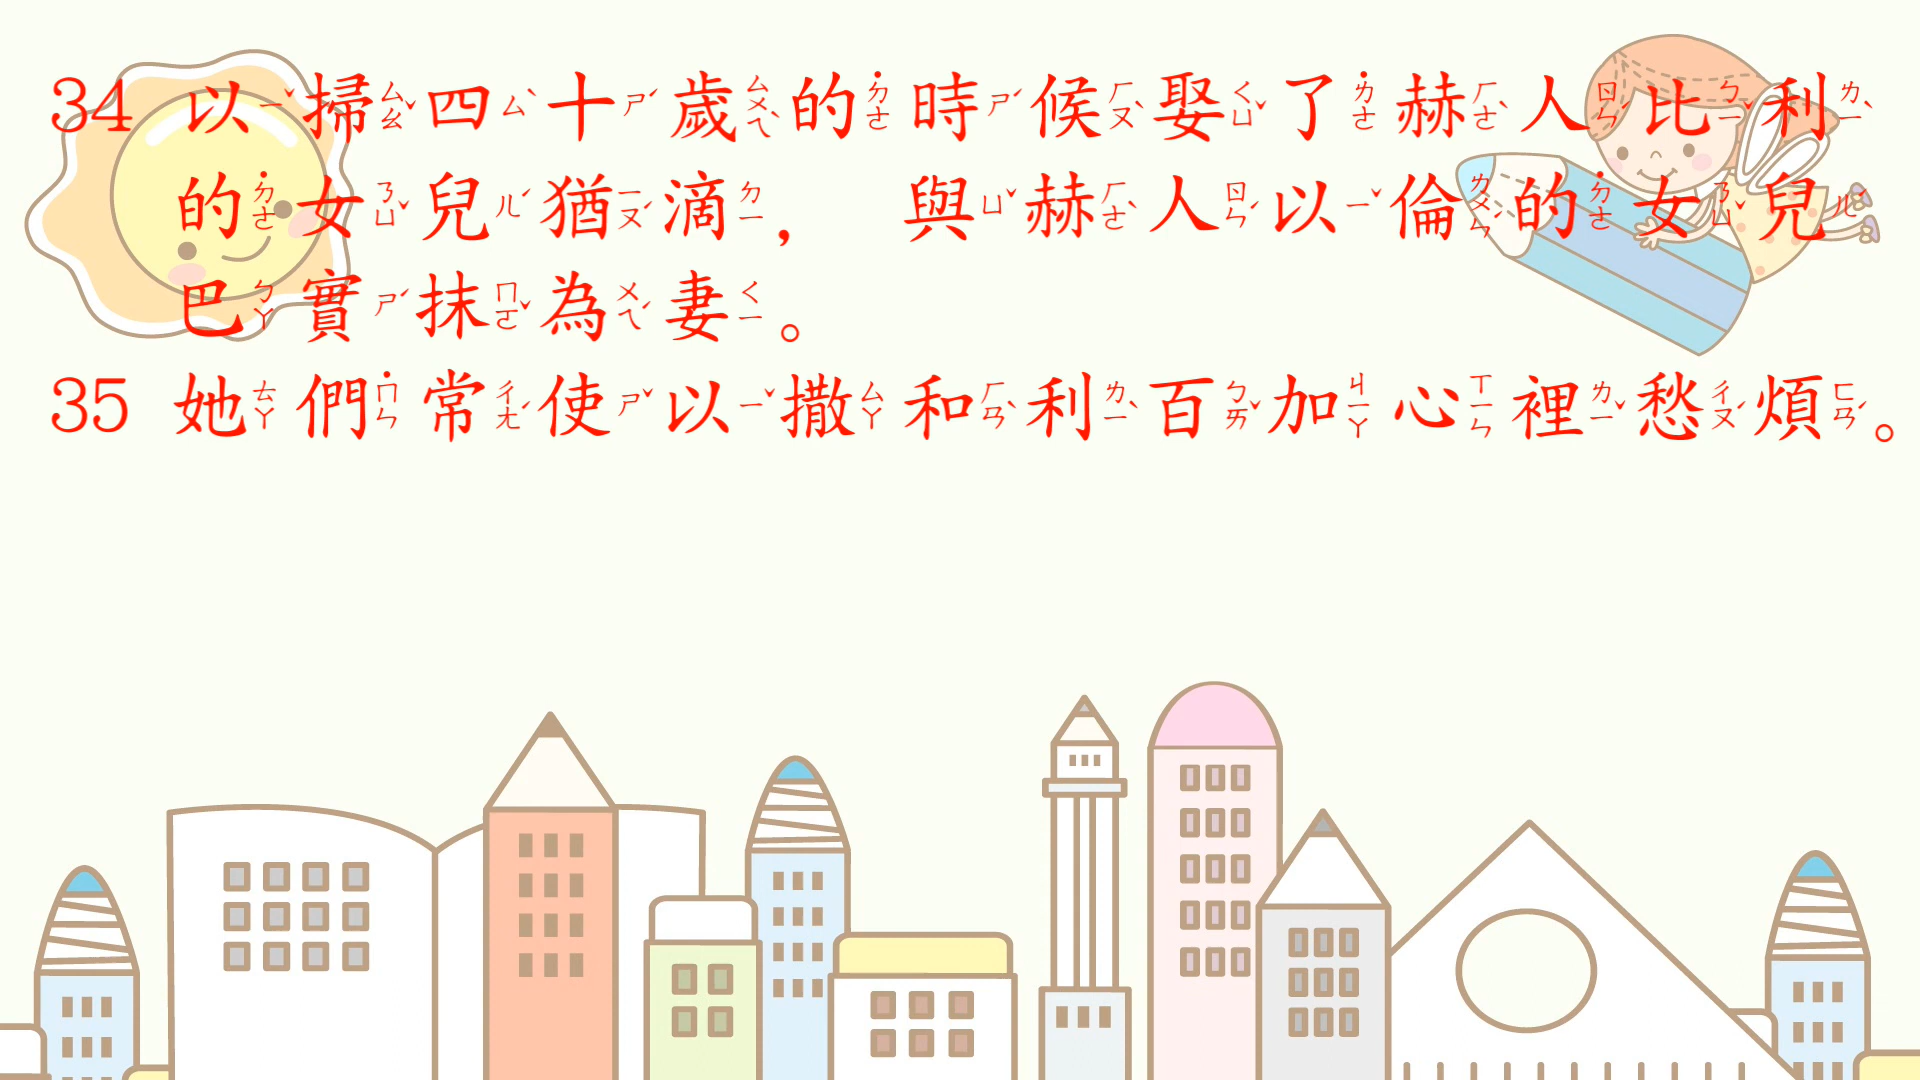 34 以掃四十歲的時候娶了赫人比利
的女兒猶滴, 與赫人以倫的女兒
巴實抹為妻。
35 她們常使以撒和利百加心裡愁煩。